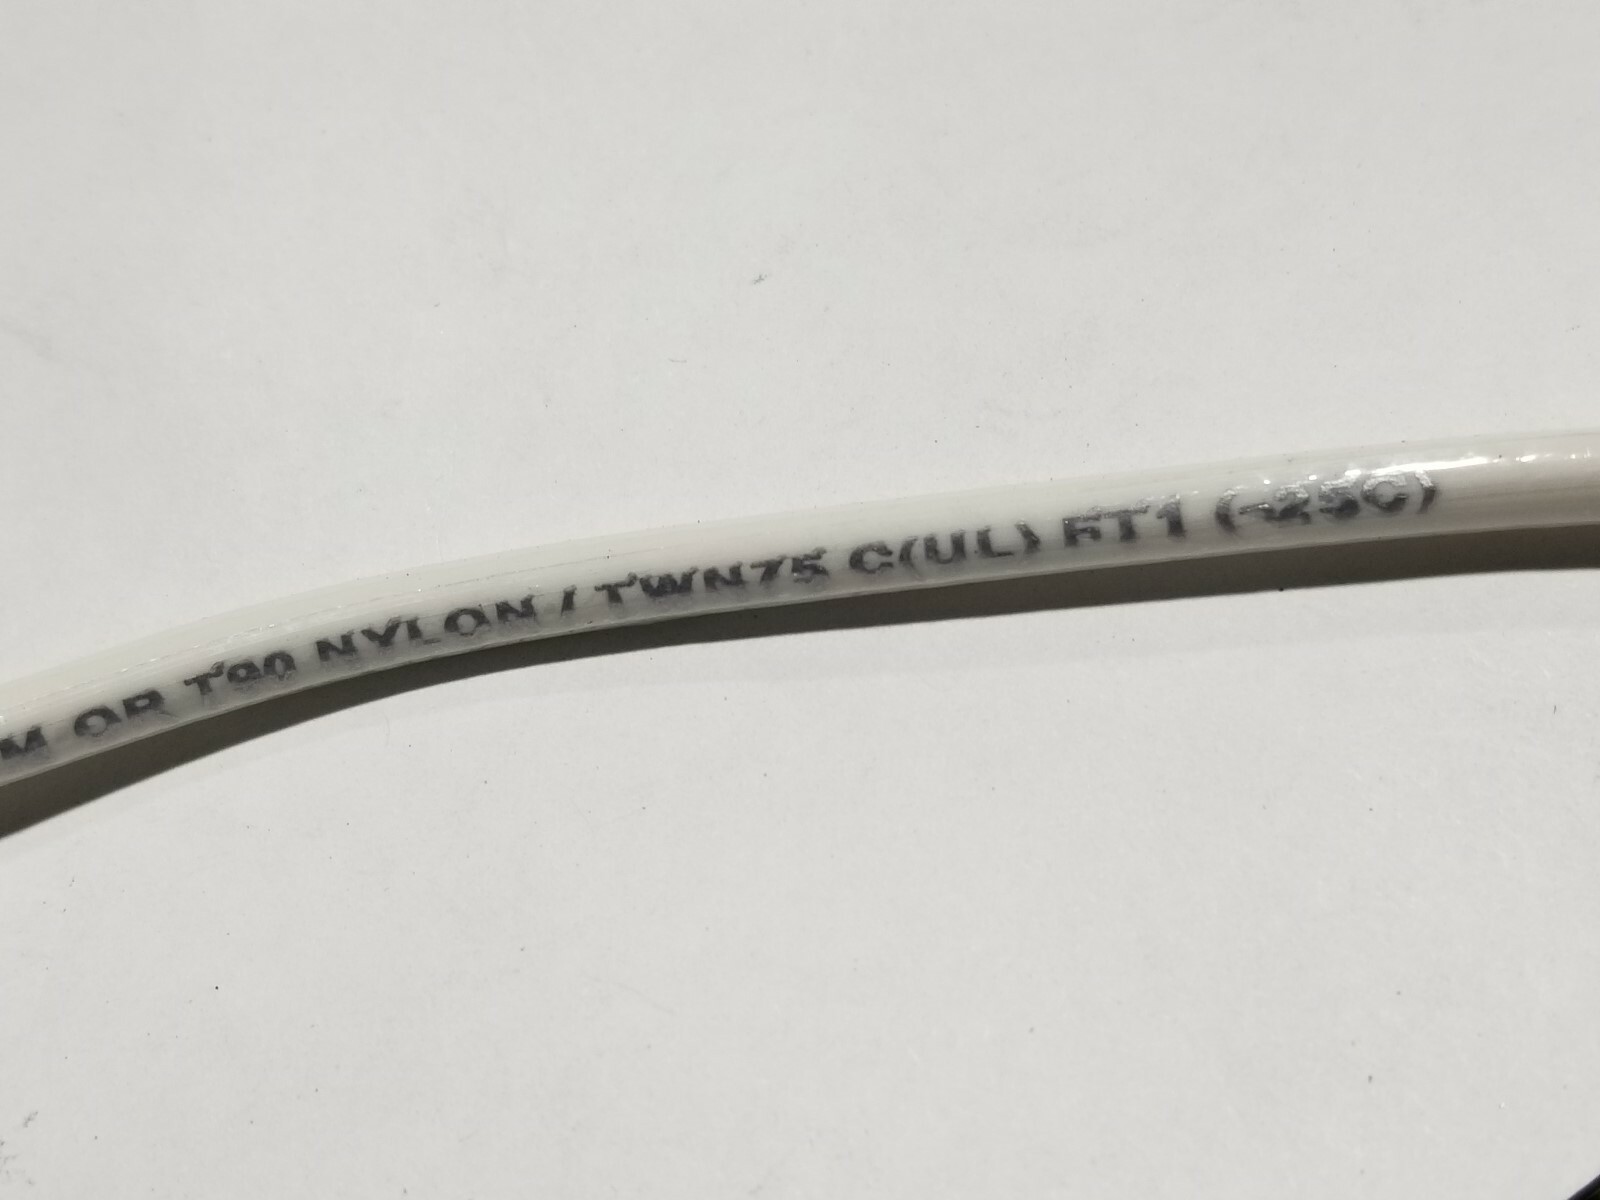 M OR T90 NYLON / TWN75 C(UL) FT1 (-25C)